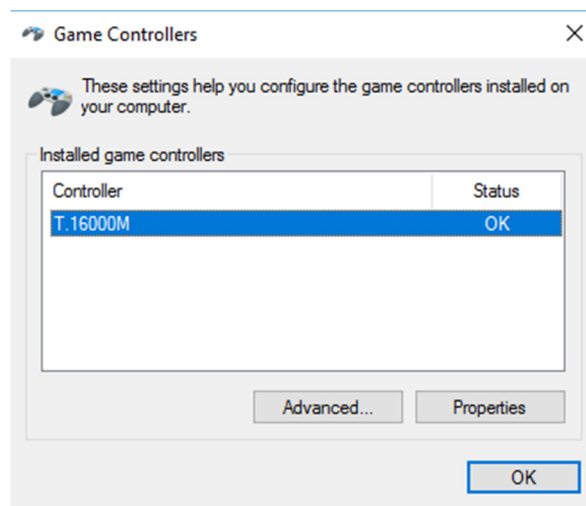 Game Controllers
These settings help you configure the game controllers installed on
your computer.
Installed game controllers
Controller Status
T.16000M OK
Advanced... Properties
OK